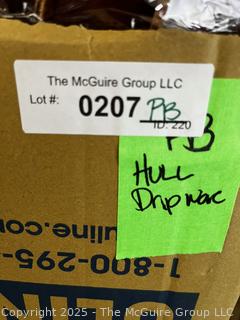 The McGuire Group LLC
Lot #: 0207 PB
ID: 220
PB
HULL
Drip ware
uline.co
1-800-295-
©Copyright 2025 - The McGuire Group LLC